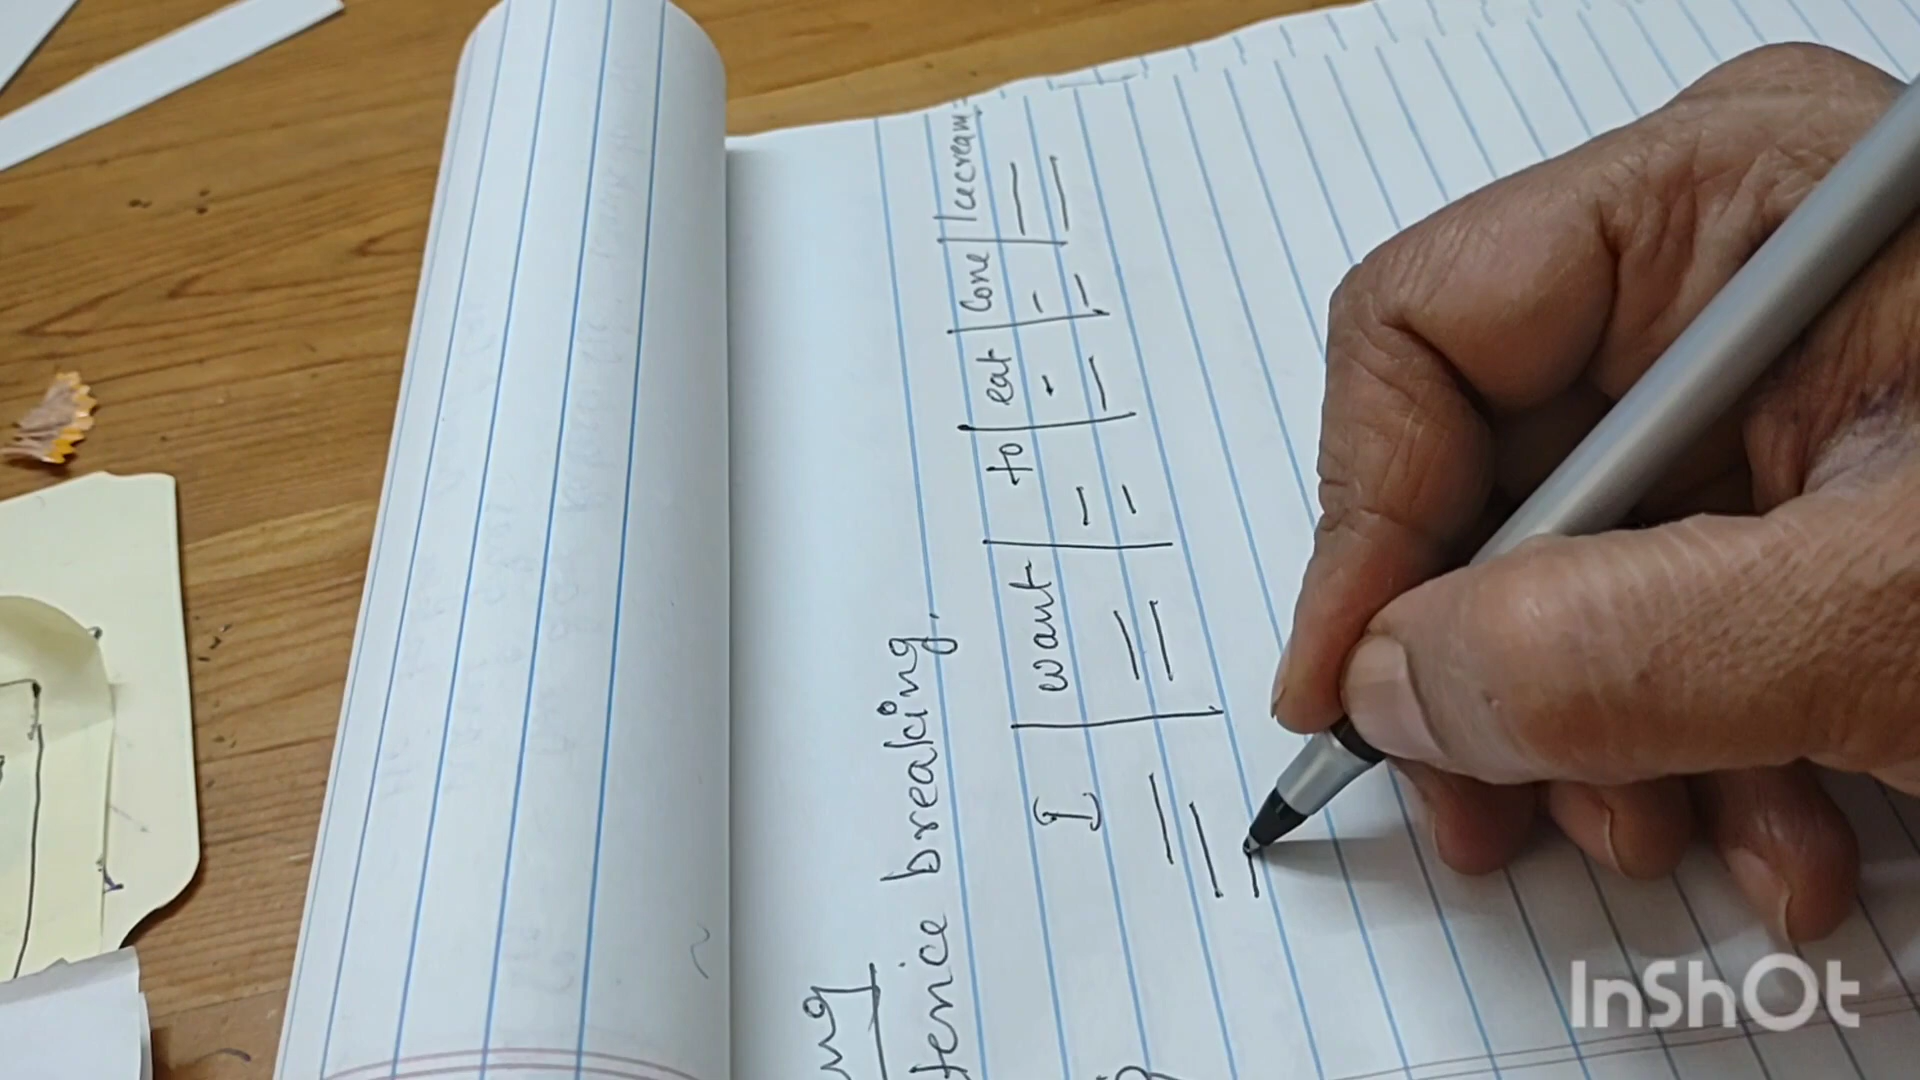 tence breaking.
I | want | to | eat | Cone | Icecream
InShOt